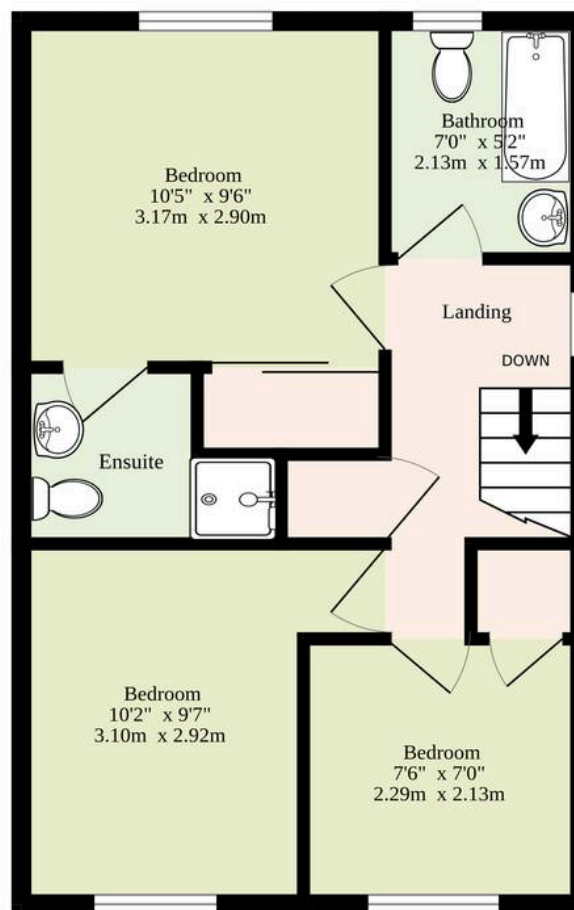 Bathroom
7'0" x 5'2"
2.13m x 1.57m
Bedroom
10'5" x 9'6"
3.17m x 2.90m
Landing
DOWN
Ensuite
Bedroom
10'2" x 9'7"
3.10m x 2.92m
Bedroom
7'6" x 7'0"
2.29m x 2.13m